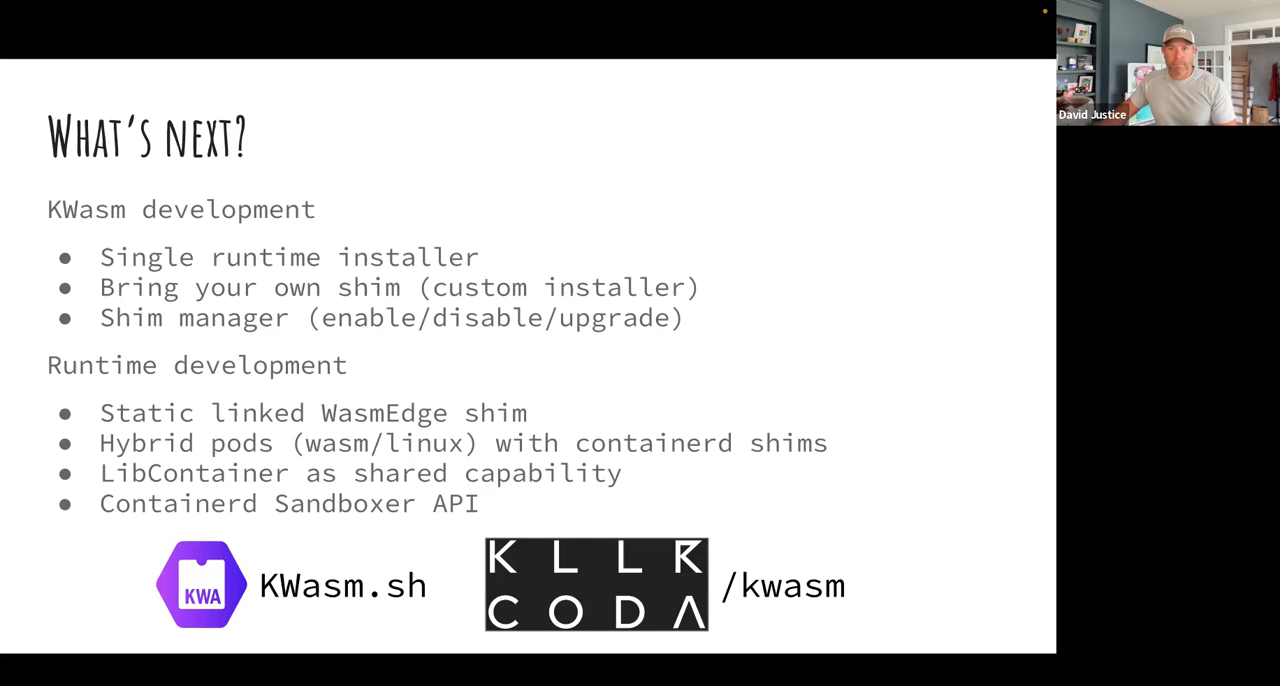 What's next?
KWasm development
● Single runtime installer
● Bring your own shim (custom installer)
● Shim manager (enable/disable/upgrade)
Runtime development
● Static linked WasmEdge shim
● Hybrid pods (wasm/linux) with containerd shims
● LibContainer as shared capability
● Containerd Sandboxer API
KWA KWasm.sh
KLLR
CODA /kwasm
David Justice